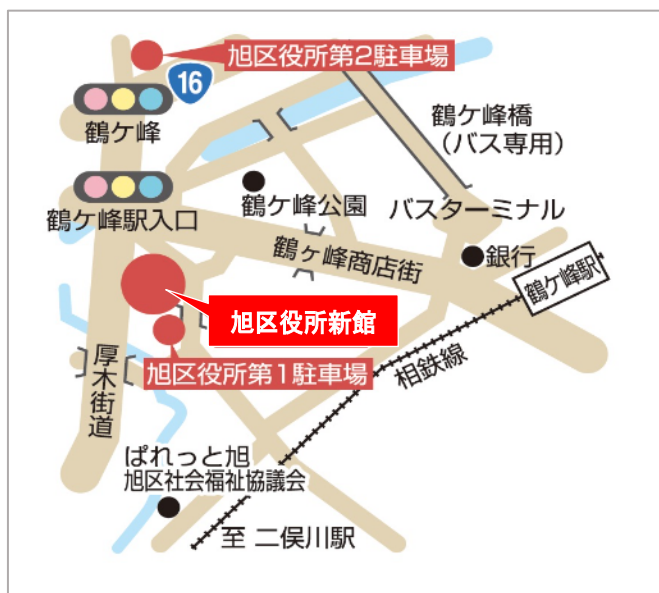 旭区役所第2駐車場
16
鶴ケ峰
鶴ケ峰橋
（バス専用）
鶴ケ峰駅入口
鶴ケ峰公園
バスターミナル
鶴ヶ峰商店街
銀行
鶴ケ峰駅
旭区役所新館
旭区役所第1駐車場
相鉄線
厚木街道
ぱれっと旭
旭区社会福祉協議会
至 二俣川駅